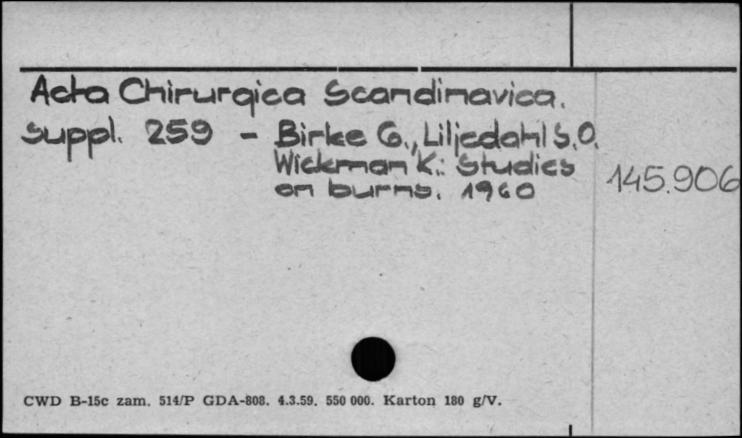 Acta Chirurgica Scandinavica.
Suppl. 259 - Birke G., Liljedahl S.O.
Wickman K.: Studies
on burns. 1960
145.906
CWD B-15c zam. 514/P GDA-808. 4.3.59. 550 000. Karton 180 g/V.